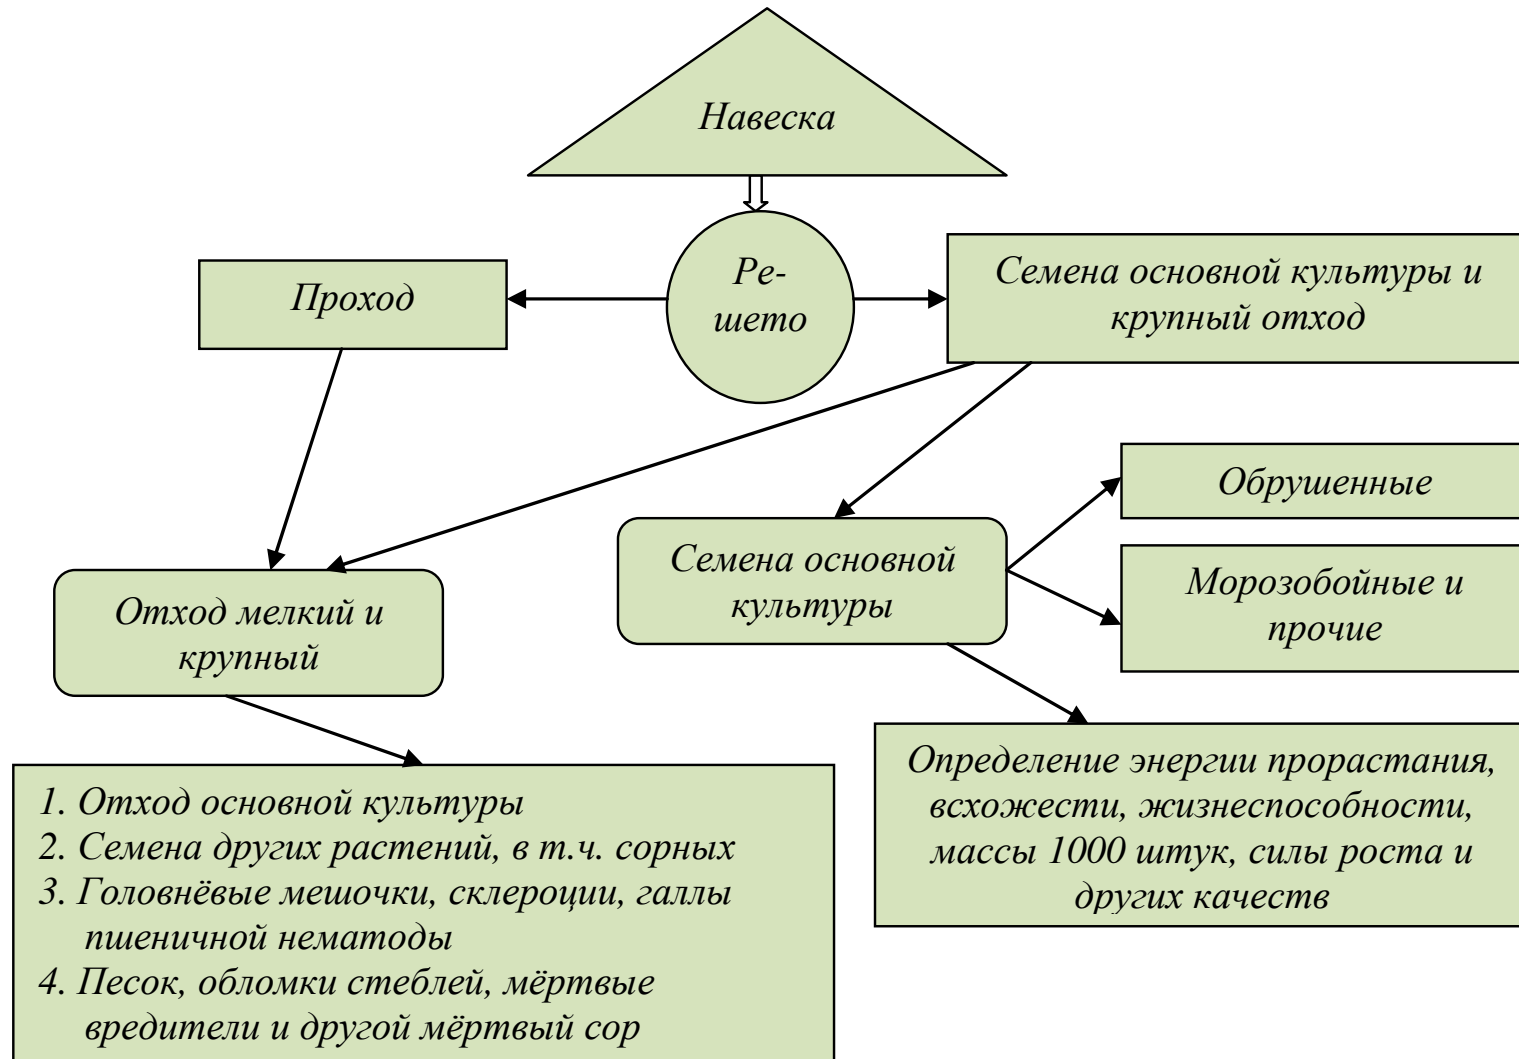 Навеска
Ре-
шето
Проход
Семена основной культуры и
крупный отход
Обрушенные
Семена основной
культуры
Морозобойные и
прочие
Отход мелкий и
крупный
Определение энергии прорастания,
всхожести, жизнеспособности,
массы 1000 штук, силы роста и
других качеств
1. Отход основной культуры
2. Семена других растений, в т.ч. сорных
3. Головнёвые мешочки, склероции, галлы
пшеничной нематоды
4. Песок, обломки стеблей, мёртвые
вредители и другой мёртвый сор